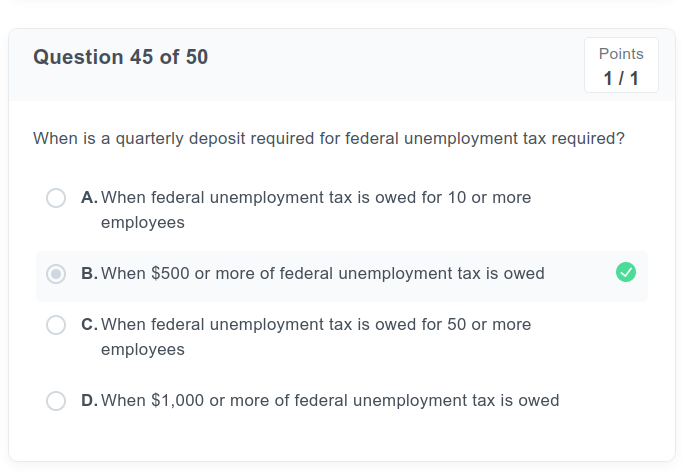 Question 45 of 50
Points
1 / 1
When is a quarterly deposit required for federal unemployment tax required?
A. When federal unemployment tax is owed for 10 or more
employees
B. When $500 or more of federal unemployment tax is owed
C. When federal unemployment tax is owed for 50 or more
employees
D. When $1,000 or more of federal unemployment tax is owed